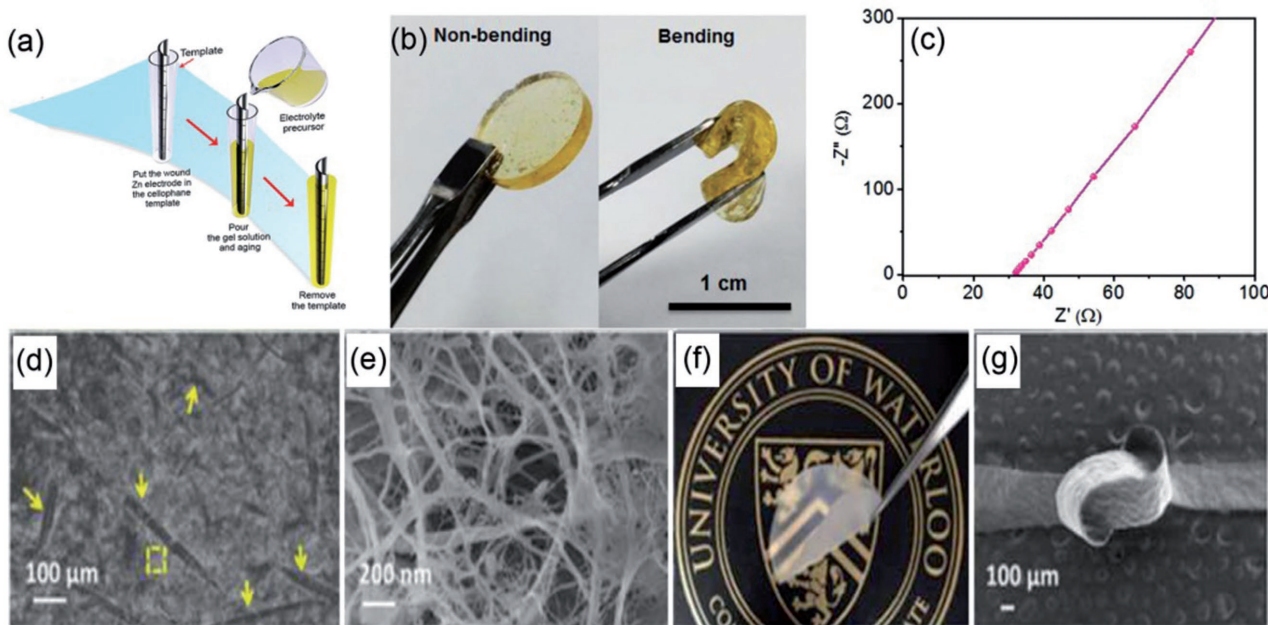 (a)
Template
Electrolyte
precursor
Put the wound
Zn electrode in
the cellophane
template
Pour
the gel solution
and aging
Remove
the template
(b)
Non-bending
Bending
1 cm
(c)
-Z'' (Ω)
300
200
100
0
0
20
40
60
80
100
Z' (Ω)
(d)
100 μm
(e)
200 nm
(f)
UNIVERSITY OF WATERLOO
(g)
100 μm